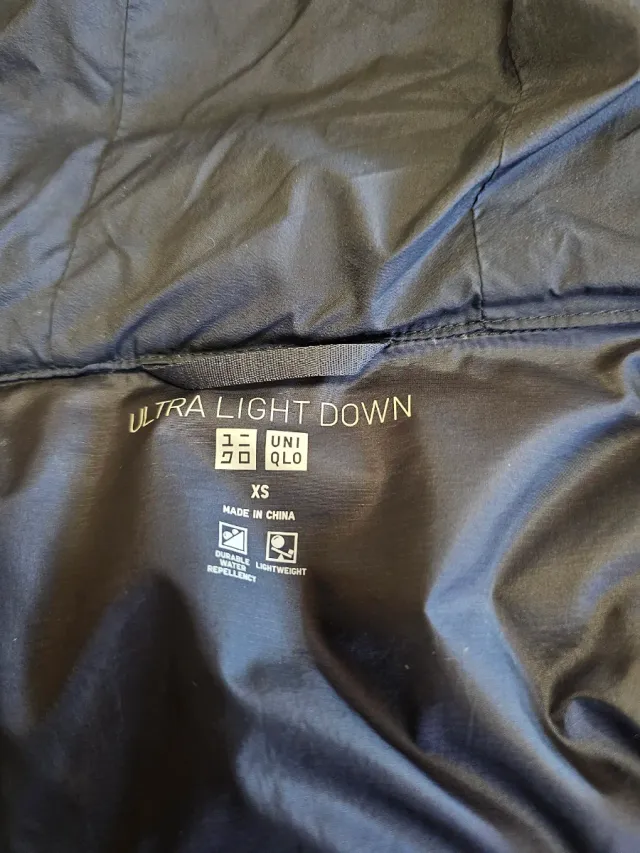 ULTRA LIGHT DOWN
ユニ UNI
クロ QLO
XS
MADE IN CHINA
DURABLE
WATER
REPELLENCY
LIGHTWEIGHT